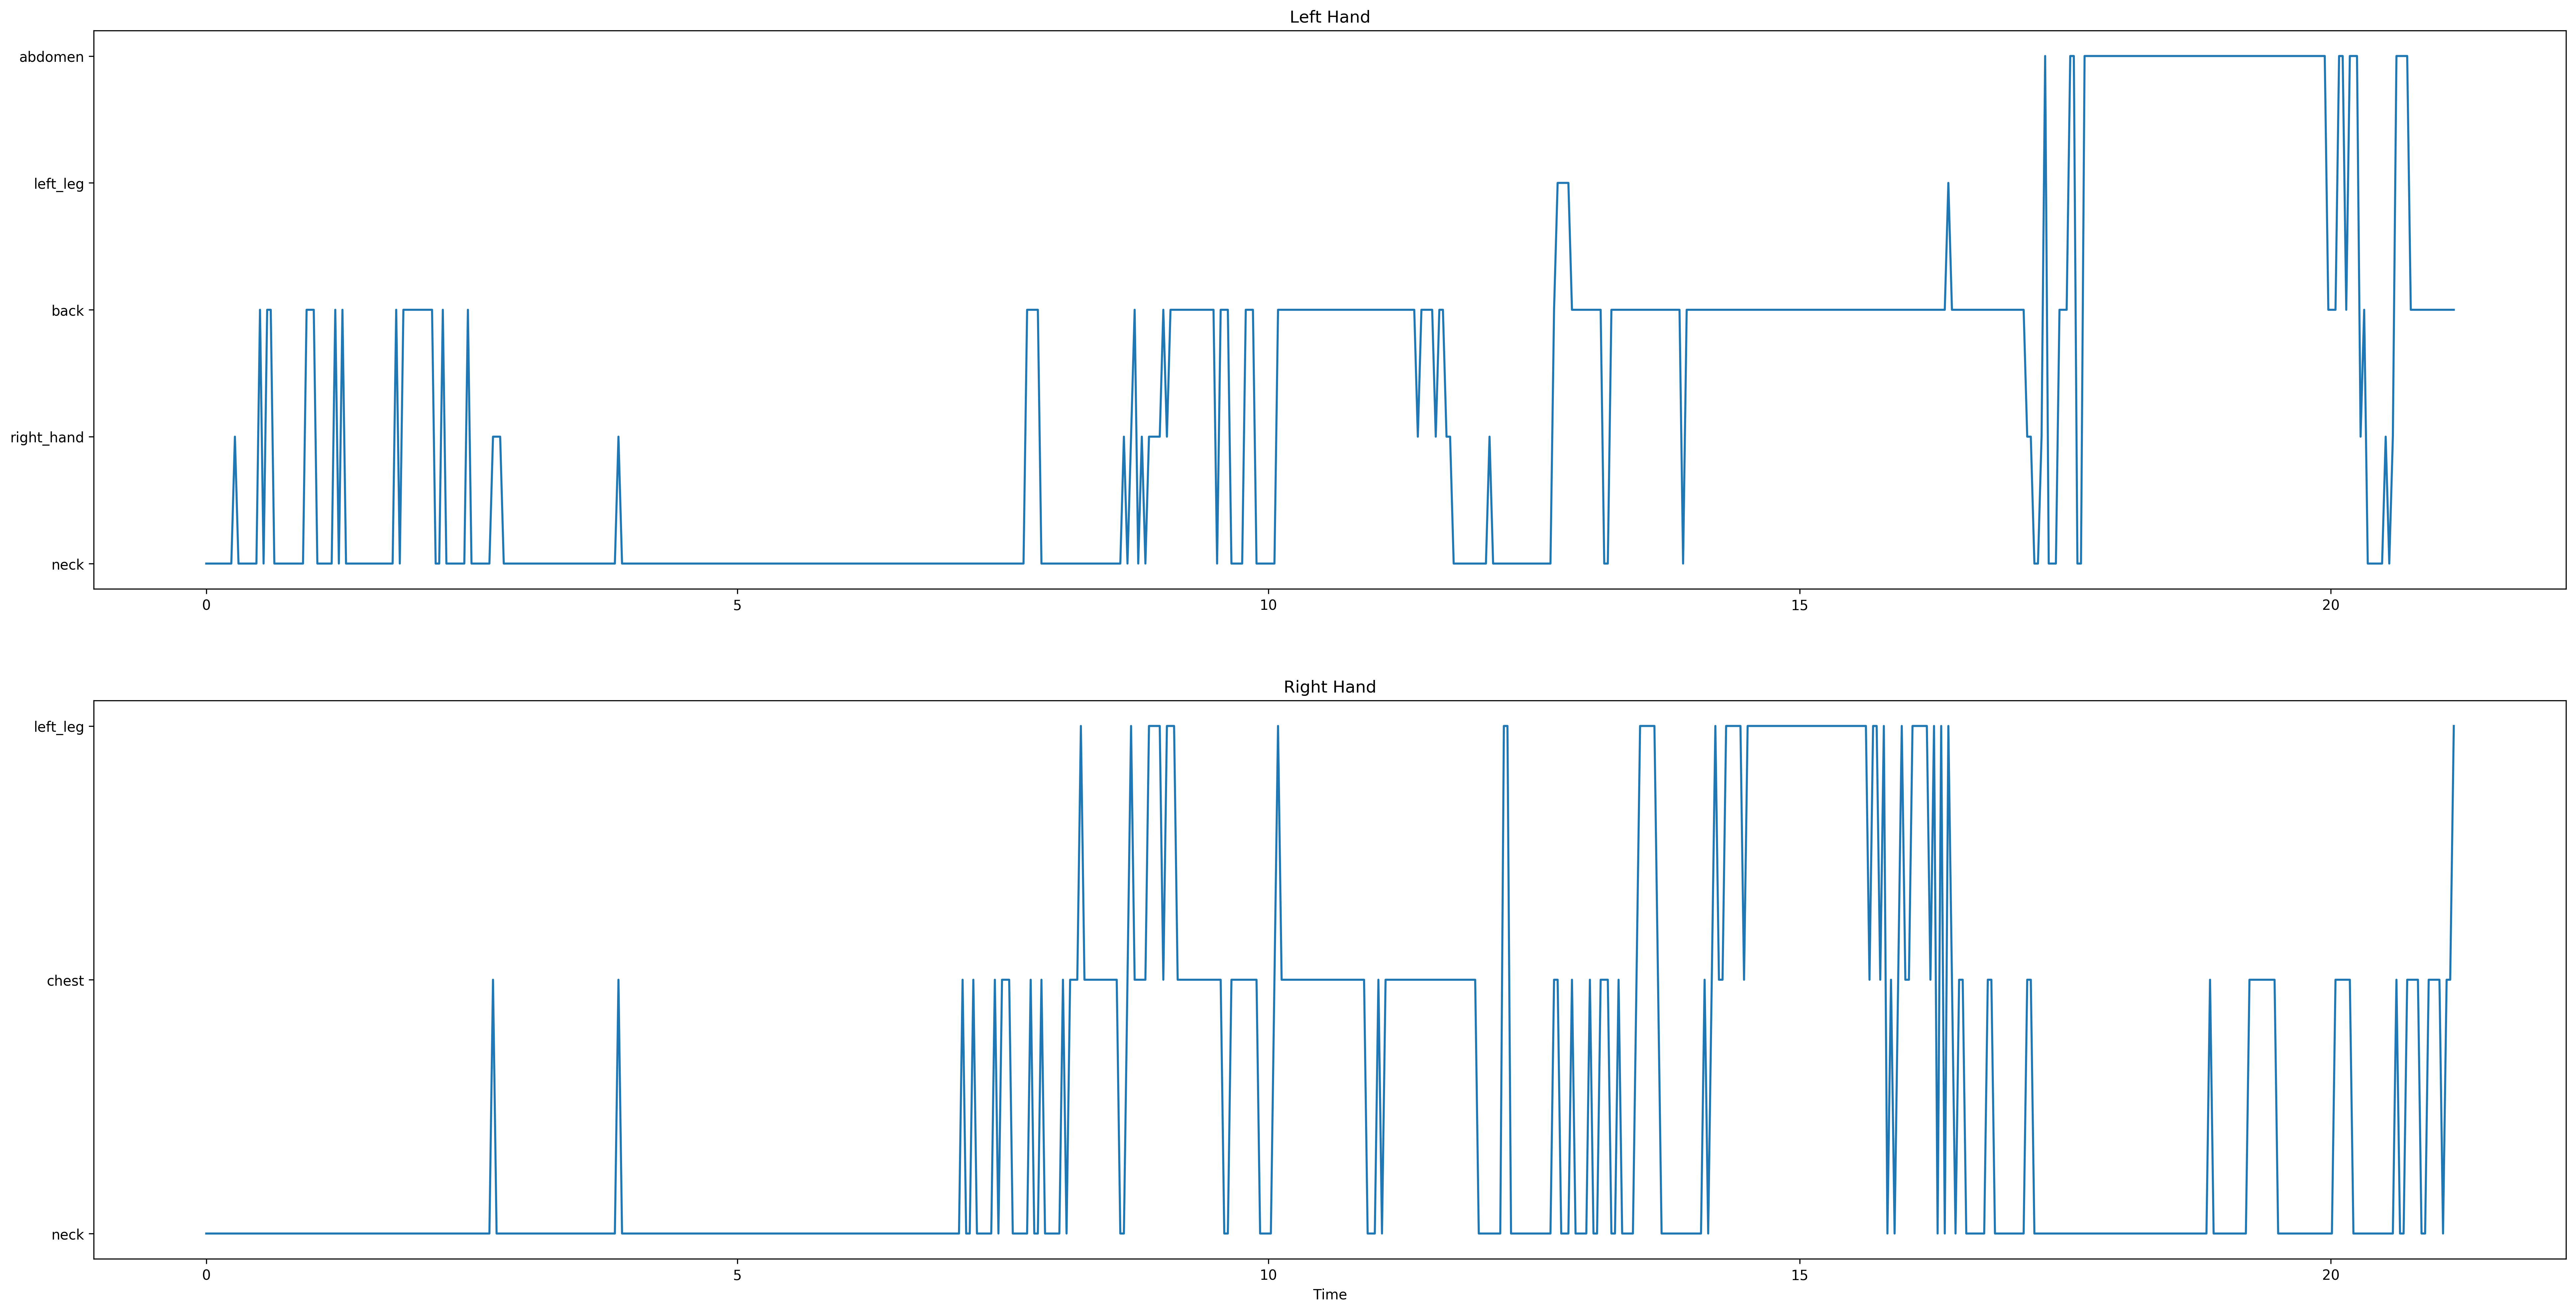 Left Hand
abdomen
left_leg
back
right_hand
neck
0 5 10 15 20
Right Hand
left_leg
chest
neck
0 5 10 15 20
Time